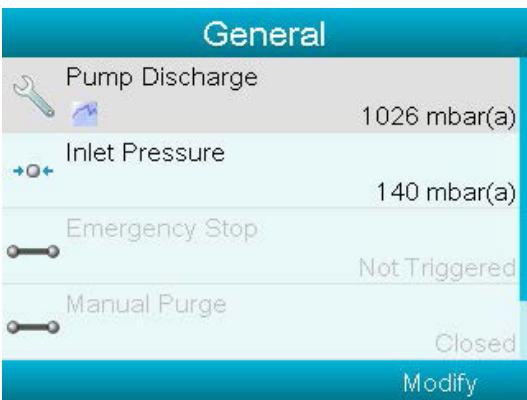 General
Pump Discharge
1026 mbar(a)
Inlet Pressure
140 mbar(a)
Emergency Stop
Not Triggered
Manual Purge
Closed
Modify